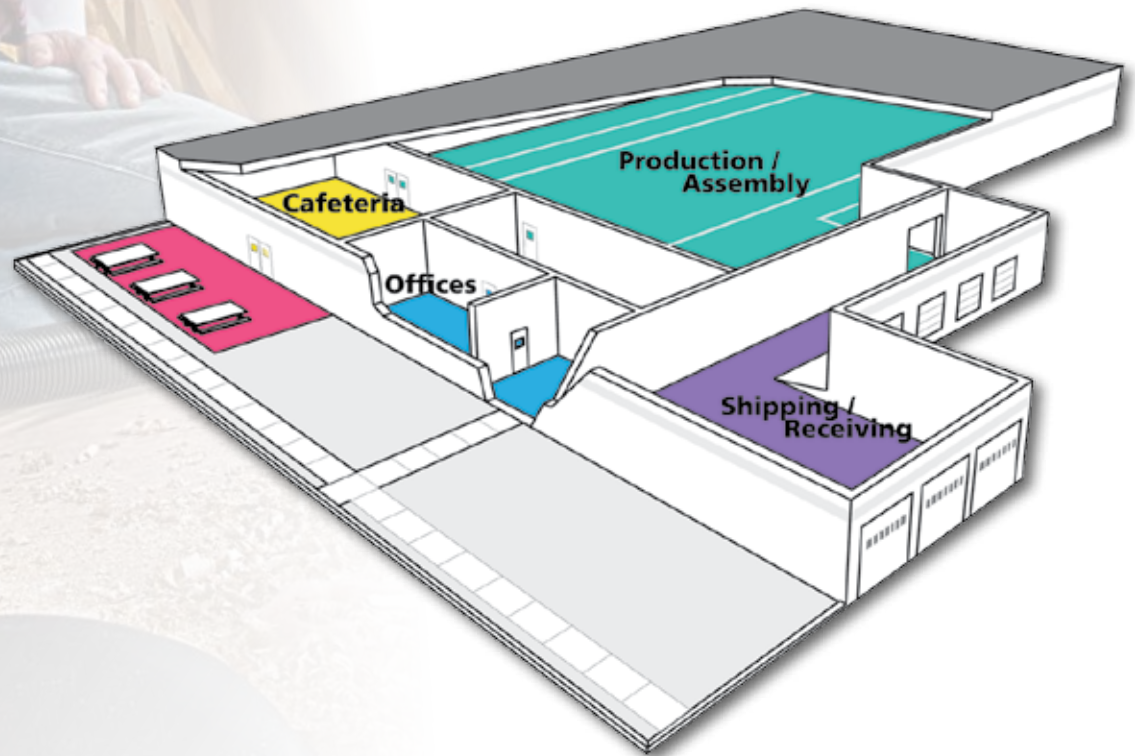 Production /
Assembly
Cafeteria
Offices
Shipping /
Receiving